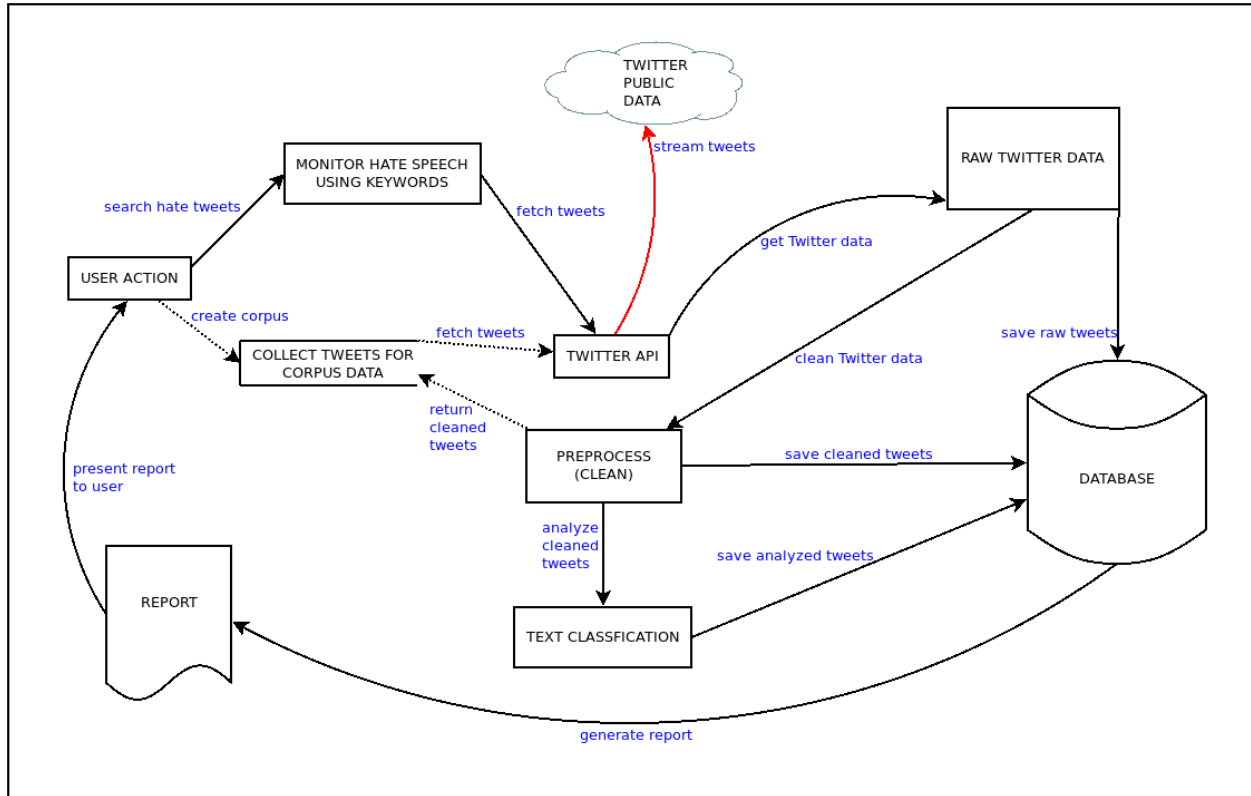 TWITTER
PUBLIC
DATA
stream tweets
RAW TWITTER DATA
MONITOR HATE SPEECH
USING KEYWORDS
search hate tweets
fetch tweets
get Twitter data
USER ACTION
create corpus
fetch tweets
COLLECT TWEETS FOR
CORPUS DATA
TWITTER API
save raw tweets
clean Twitter data
return
cleaned
tweets
PREPROCESS
(CLEAN)
save cleaned tweets
DATABASE
present report
to user
analyze
cleaned
tweets
save analyzed tweets
REPORT
TEXT CLASSFICATION
generate report